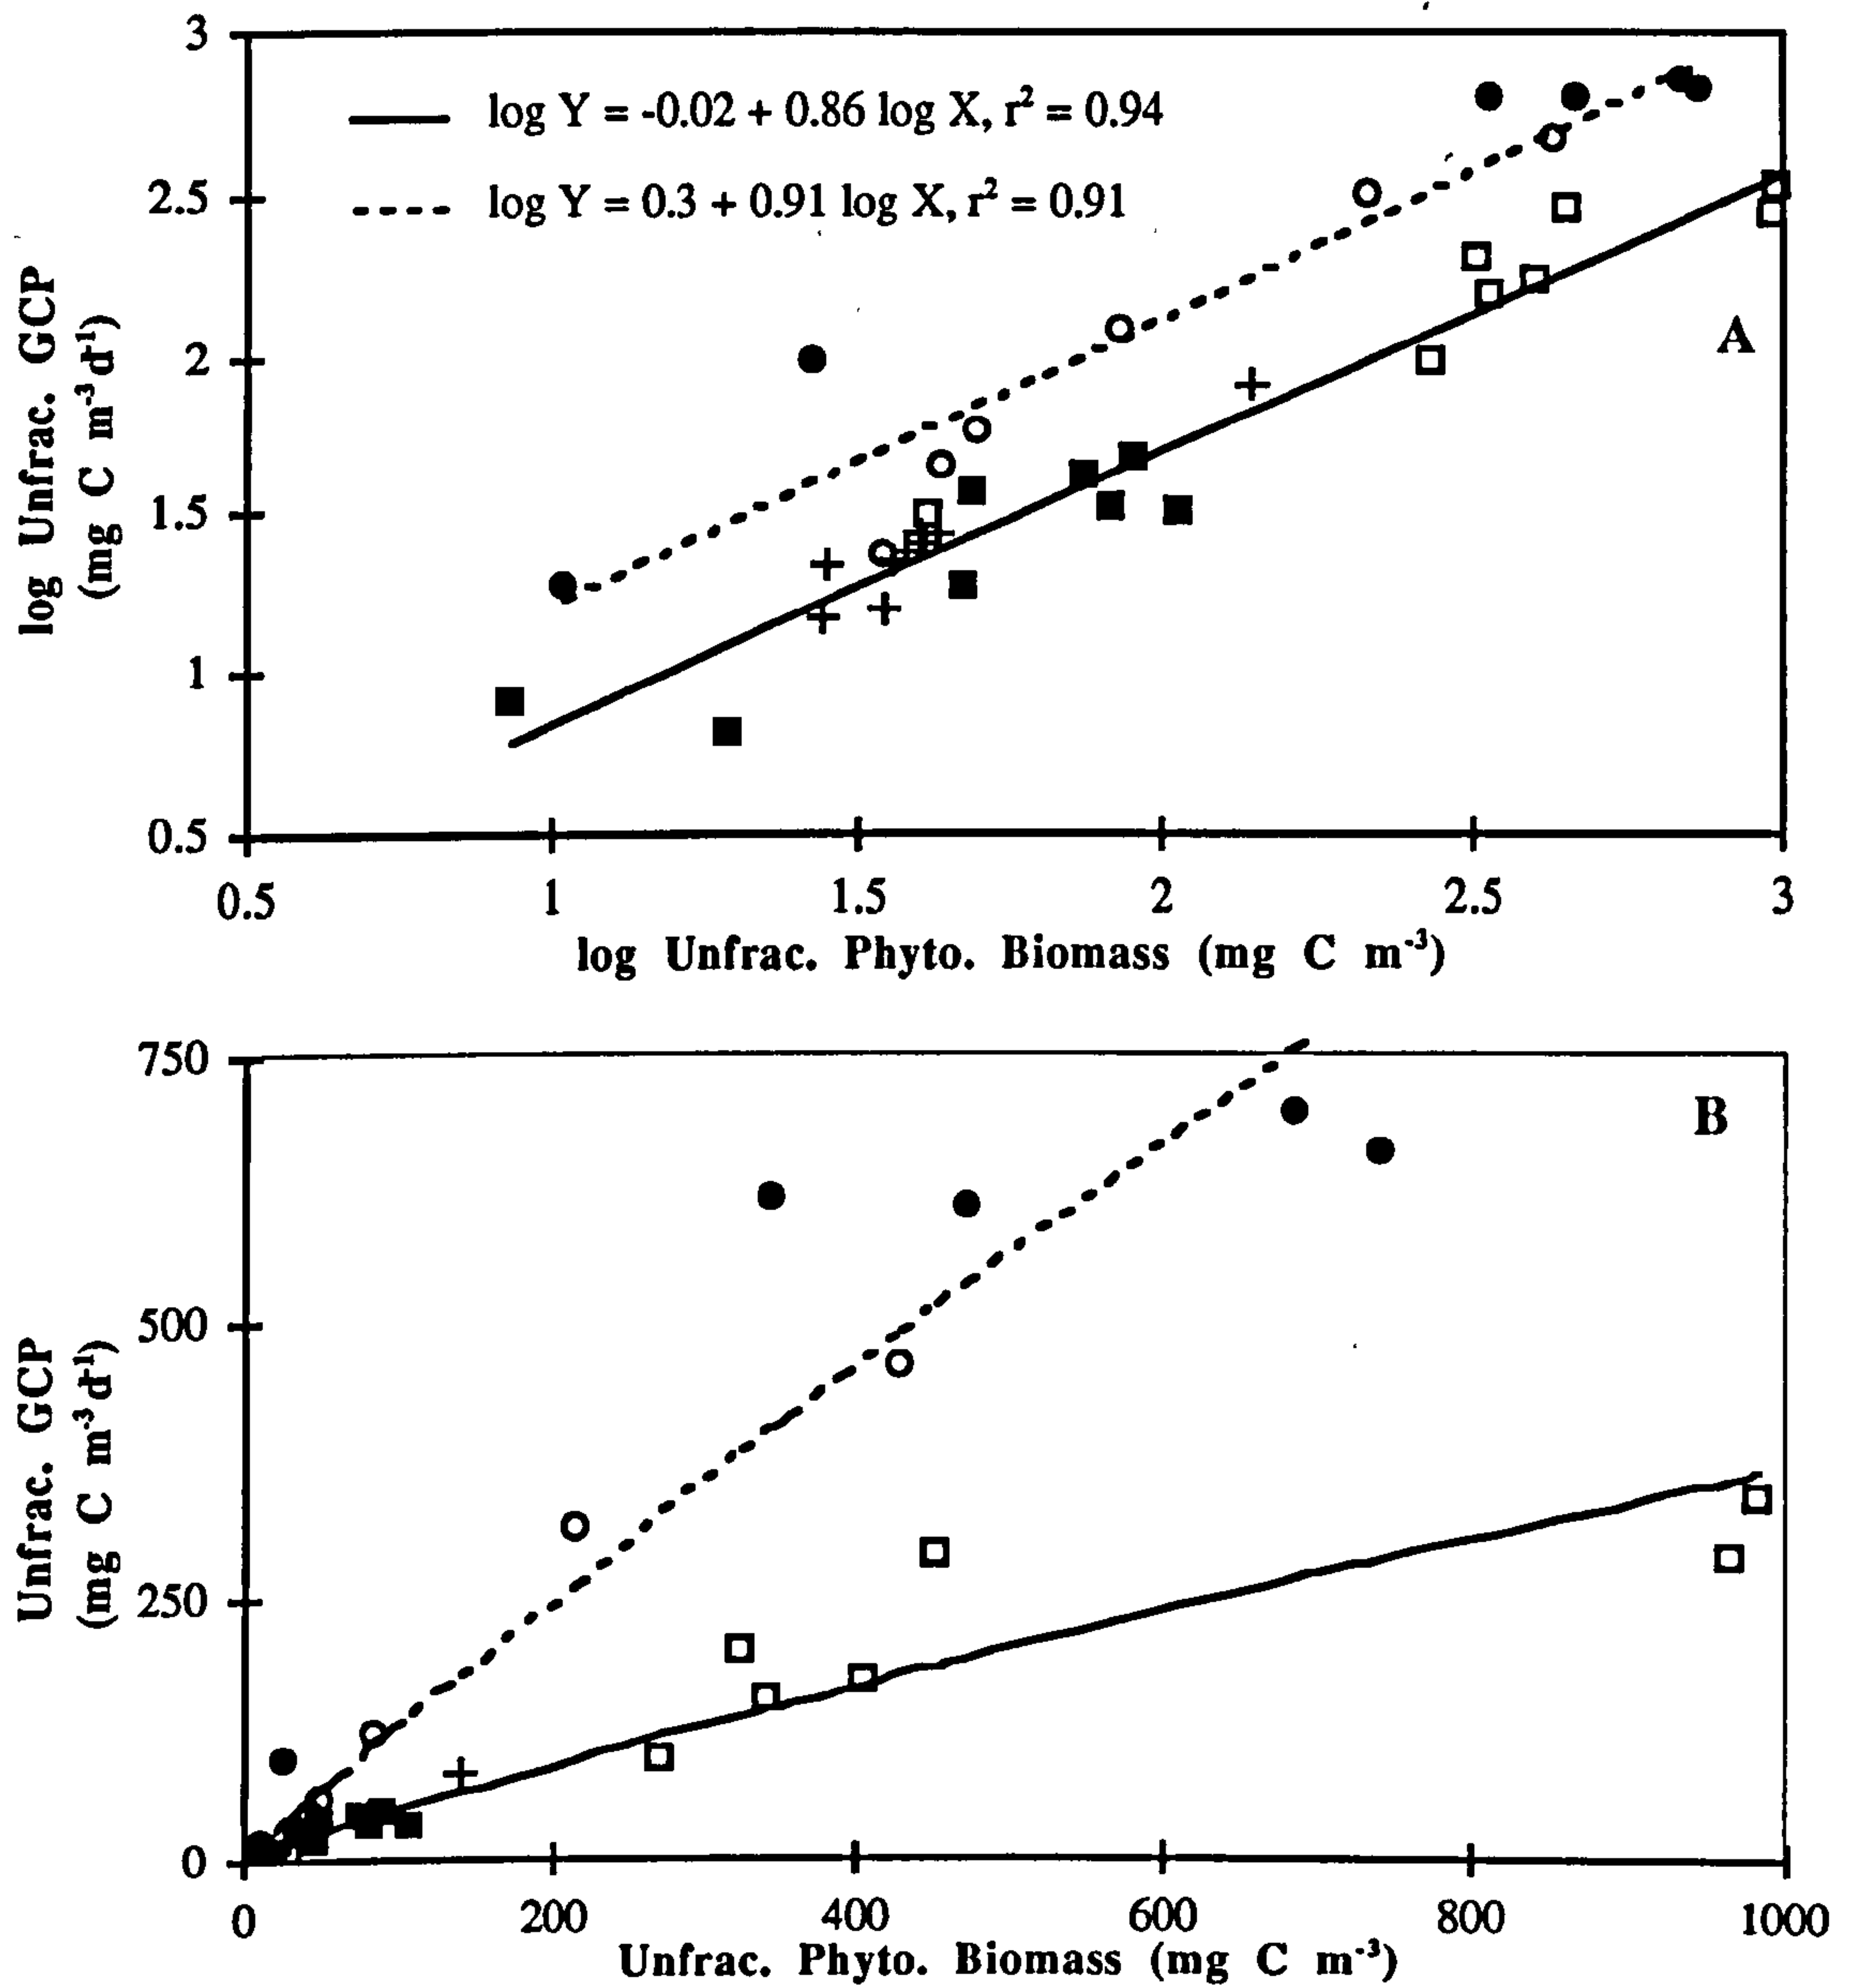 3
log Y = -0.02 + 0.86 log X, r² = 0.94
log Y = 0.3 + 0.91 log X, r² = 0.91
2.5
2
1.5
1
0.5
log Unfrac. GCP
(mg C m⁻³d⁻¹)
A
0.5 1 1.5 2 2.5 3
log Unfrac. Phyto. Biomass (mg C m⁻³)
750
500
250
0
Unfrac. GCP
(mg C m⁻³d⁻¹)
B
0 200 400 600 800 1000
Unfrac. Phyto. Biomass (mg C m⁻³)